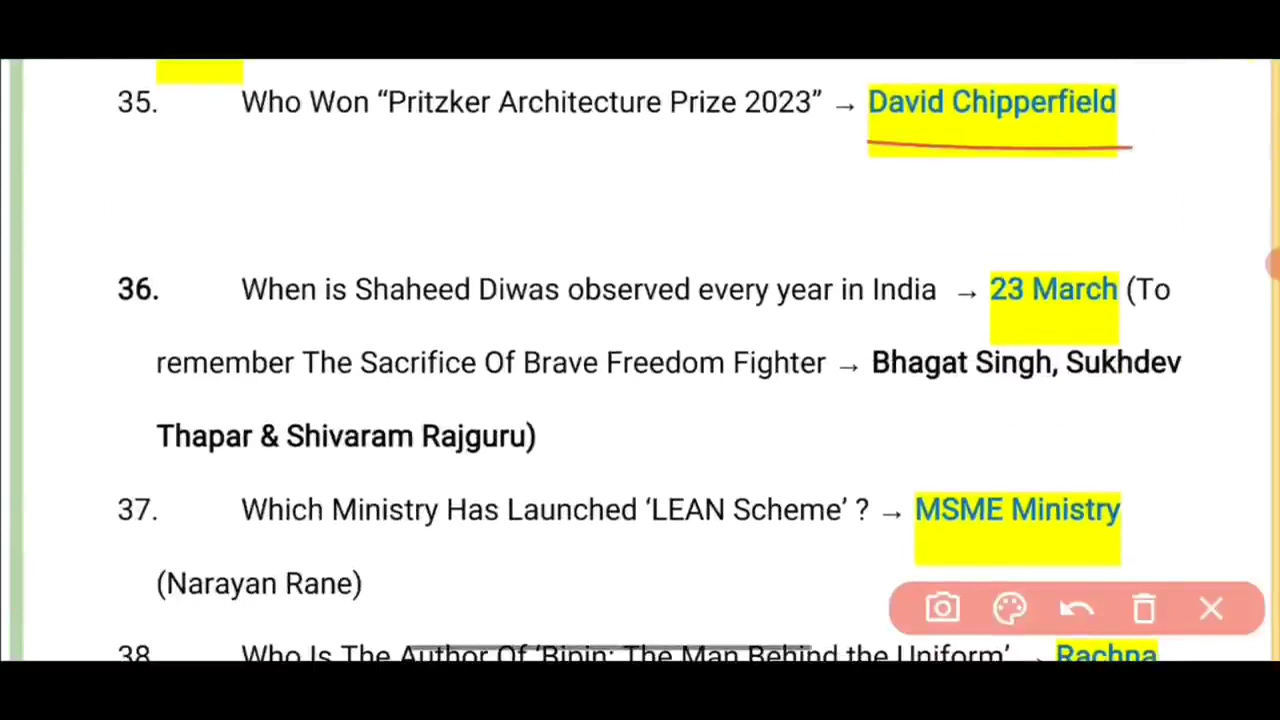 35. Who Won “Pritzker Architecture Prize 2023” → David Chipperfield
36. When is Shaheed Diwas observed every year in India → 23 March (To
remember The Sacrifice Of Brave Freedom Fighter → Bhagat Singh, Sukhdev
Thapar & Shivaram Rajguru)
37. Which Ministry Has Launched ‘LEAN Scheme’ ? → MSME Ministry
(Narayan Rane)
38 Who Is The Author Of ‘Bipin: The Man Behind the Uniform’ → Rachna